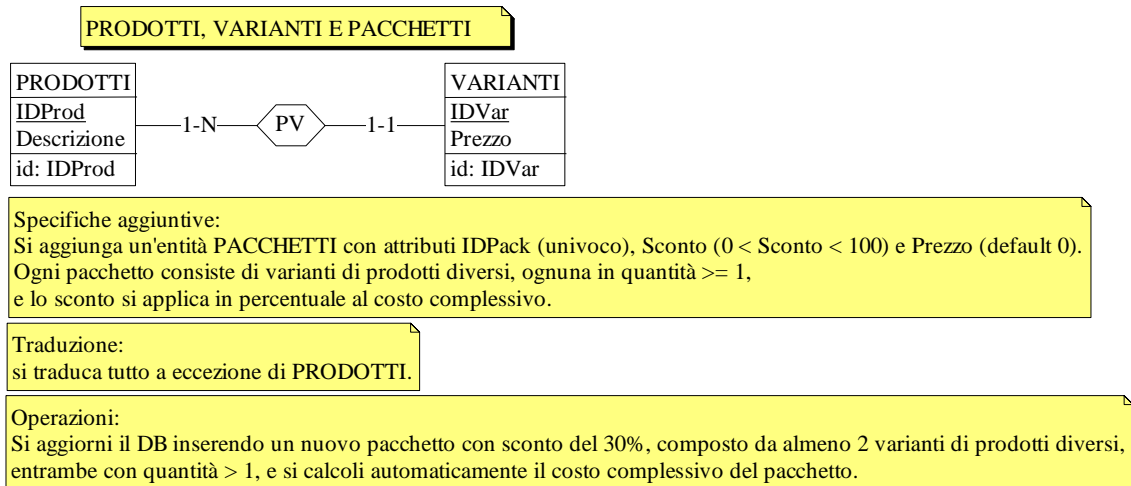 PRODOTTI, VARIANTI E PACCHETTI
PRODOTTI
IDProd
Descrizione
id: IDProd
1-N
PV
1-1
VARIANTI
IDVar
Prezzo
id: IDVar
Specifiche aggiuntive:
Si aggiunga un'entità PACCHETTI con attributi IDPack (univoco), Sconto (0 < Sconto < 100) e Prezzo (default 0).
Ogni pacchetto consiste di varianti di prodotti diversi, ognuna in quantità >= 1,
e lo sconto si applica in percentuale al costo complessivo.
Traduzione:
si traduca tutto a eccezione di PRODOTTI.
Operazioni:
Si aggiorni il DB inserendo un nuovo pacchetto con sconto del 30%, composto da almeno 2 varianti di prodotti diversi,
entrambe con quantità > 1, e si calcoli automaticamente il costo complessivo del pacchetto.